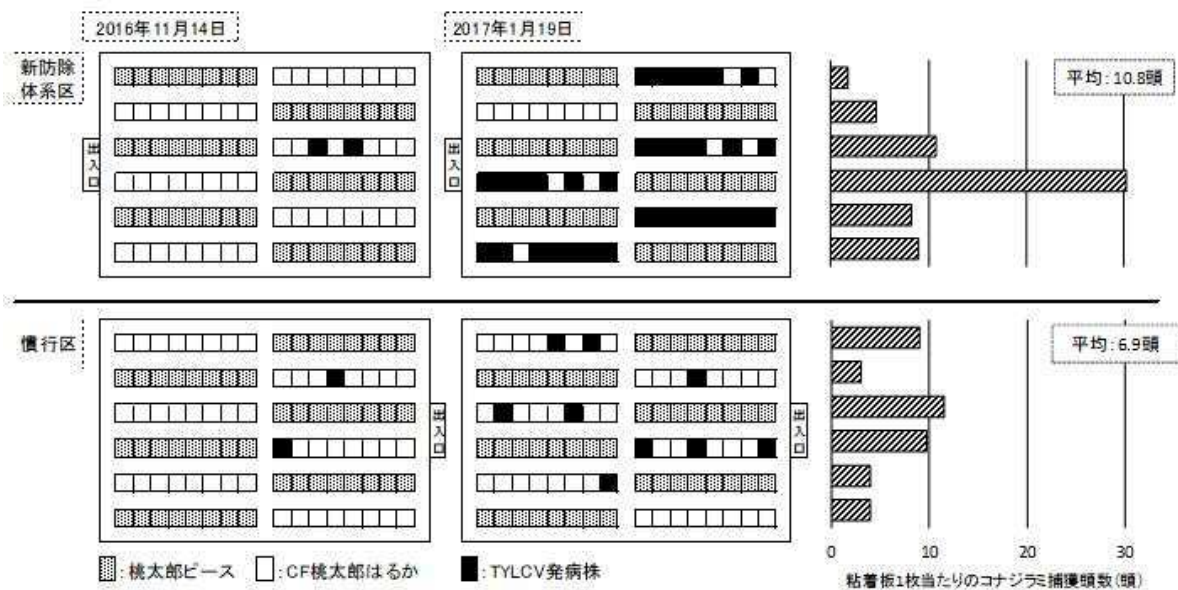 2016年11月14日
2017年1月19日
新防除
体系区
出入口
出入口
平均:10.8頭
慣行区
出入口
出入口
平均:6.9頭
0 10 20 30
:桃太郎ピース :CF桃太郎はるか :TYLCV発病株
粘着板1枚当たりのコナジラミ捕獲頭数(頭)